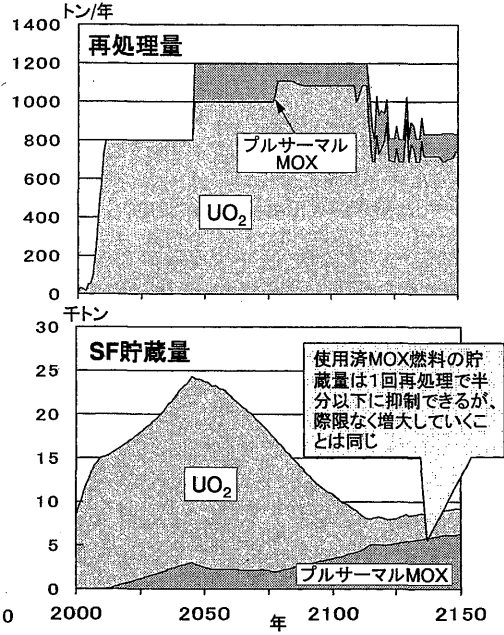 トン/年
1400
再処理量
1200
1000
プルサーマル
MOX
800
600
UO2
400
200
0
千トン
30
SF貯蔵量
使用済MOX燃料の貯
蔵量は1回再処理で半
分以下に抑制できるが、
際限なく増大していくこ
とは同じ
25
20
15
UO2
10
5
プルサーマルMOX
0
0
2000
2050
年
2100
2150